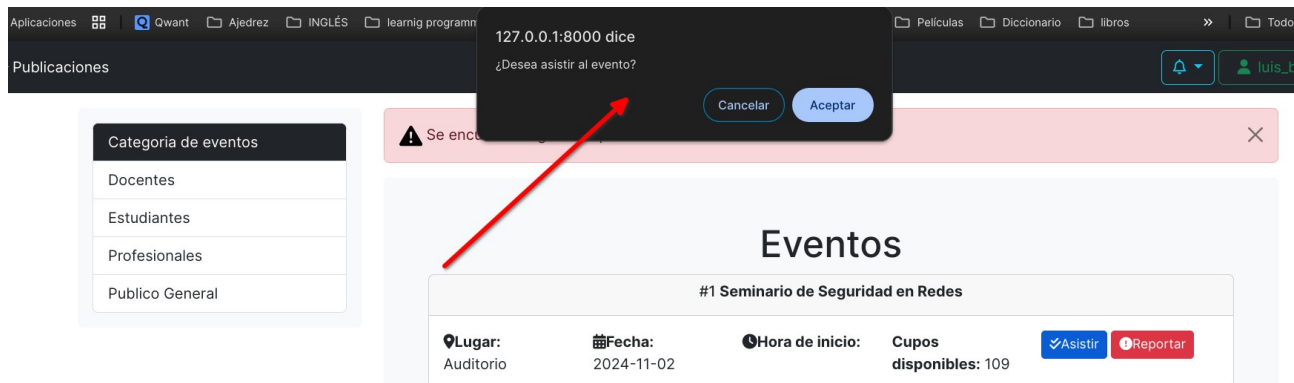 Aplicaciones Qwant Ajedrez INGLÉS learnig programm Películas Diccionario libros » Todo
127.0.0.1:8000 dice
¿Desea asistir al evento?
Cancelar Aceptar
Publicaciones luis_b
Categoria de eventos
Docentes
Estudiantes
Profesionales
Publico General
Se encu
Eventos
#1 Seminario de Seguridad en Redes
Lugar: Fecha: Hora de inicio: Cupos Asistir Reportar
Auditorio 2024-11-02 disponibles: 109